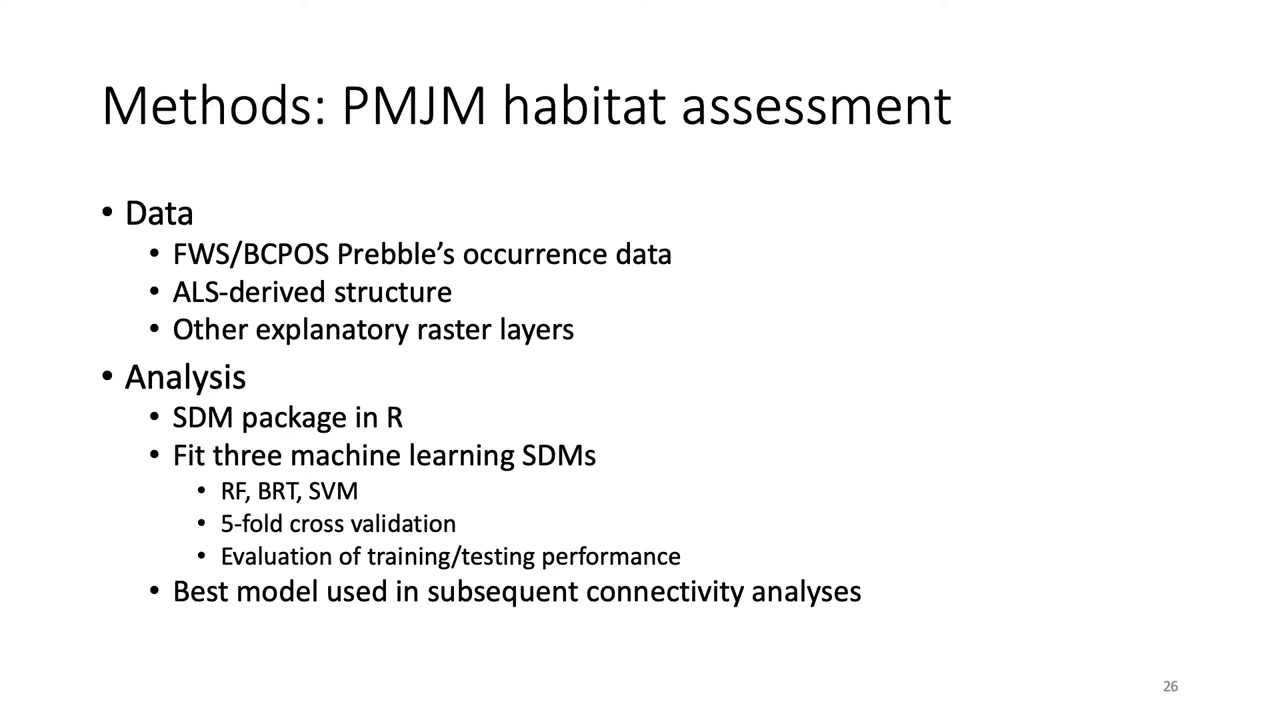 Methods: PMJM habitat assessment
• Data
• FWS/BCPOS Prebble’s occurrence data
• ALS-derived structure
• Other explanatory raster layers
• Analysis
• SDM package in R
• Fit three machine learning SDMs
• RF, BRT, SVM
• 5-fold cross validation
• Evaluation of training/testing performance
• Best model used in subsequent connectivity analyses
26